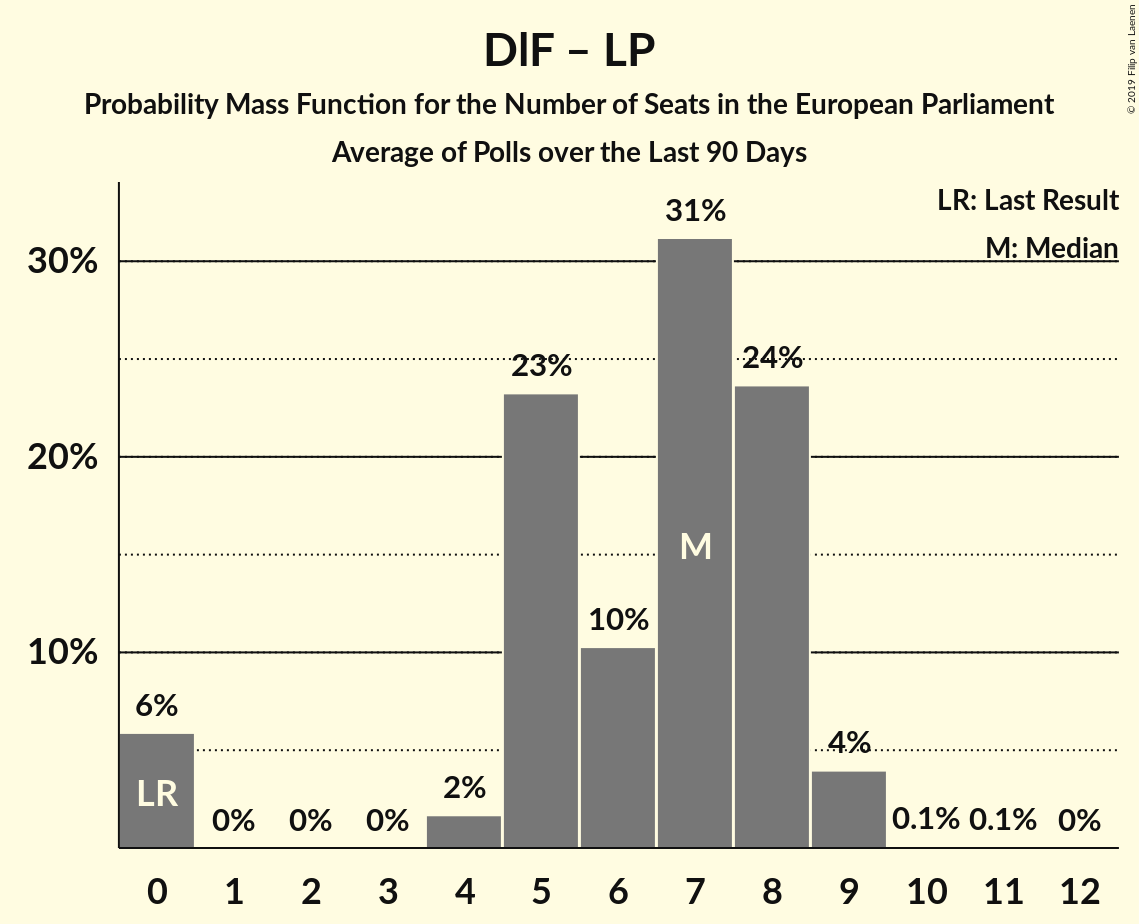 DlF – LP
Probability Mass Function for the Number of Seats in the European Parliament
Average of Polls over the Last 90 Days
© 2019 Filip van Laenen
LR: Last Result
M: Median
30%
20%
10%
6%
0%
0%
0%
2%
23%
10%
31%
24%
4%
0.1%
0.1%
0%
LR
M
0 1 2 3 4 5 6 7 8 9 10 11 12